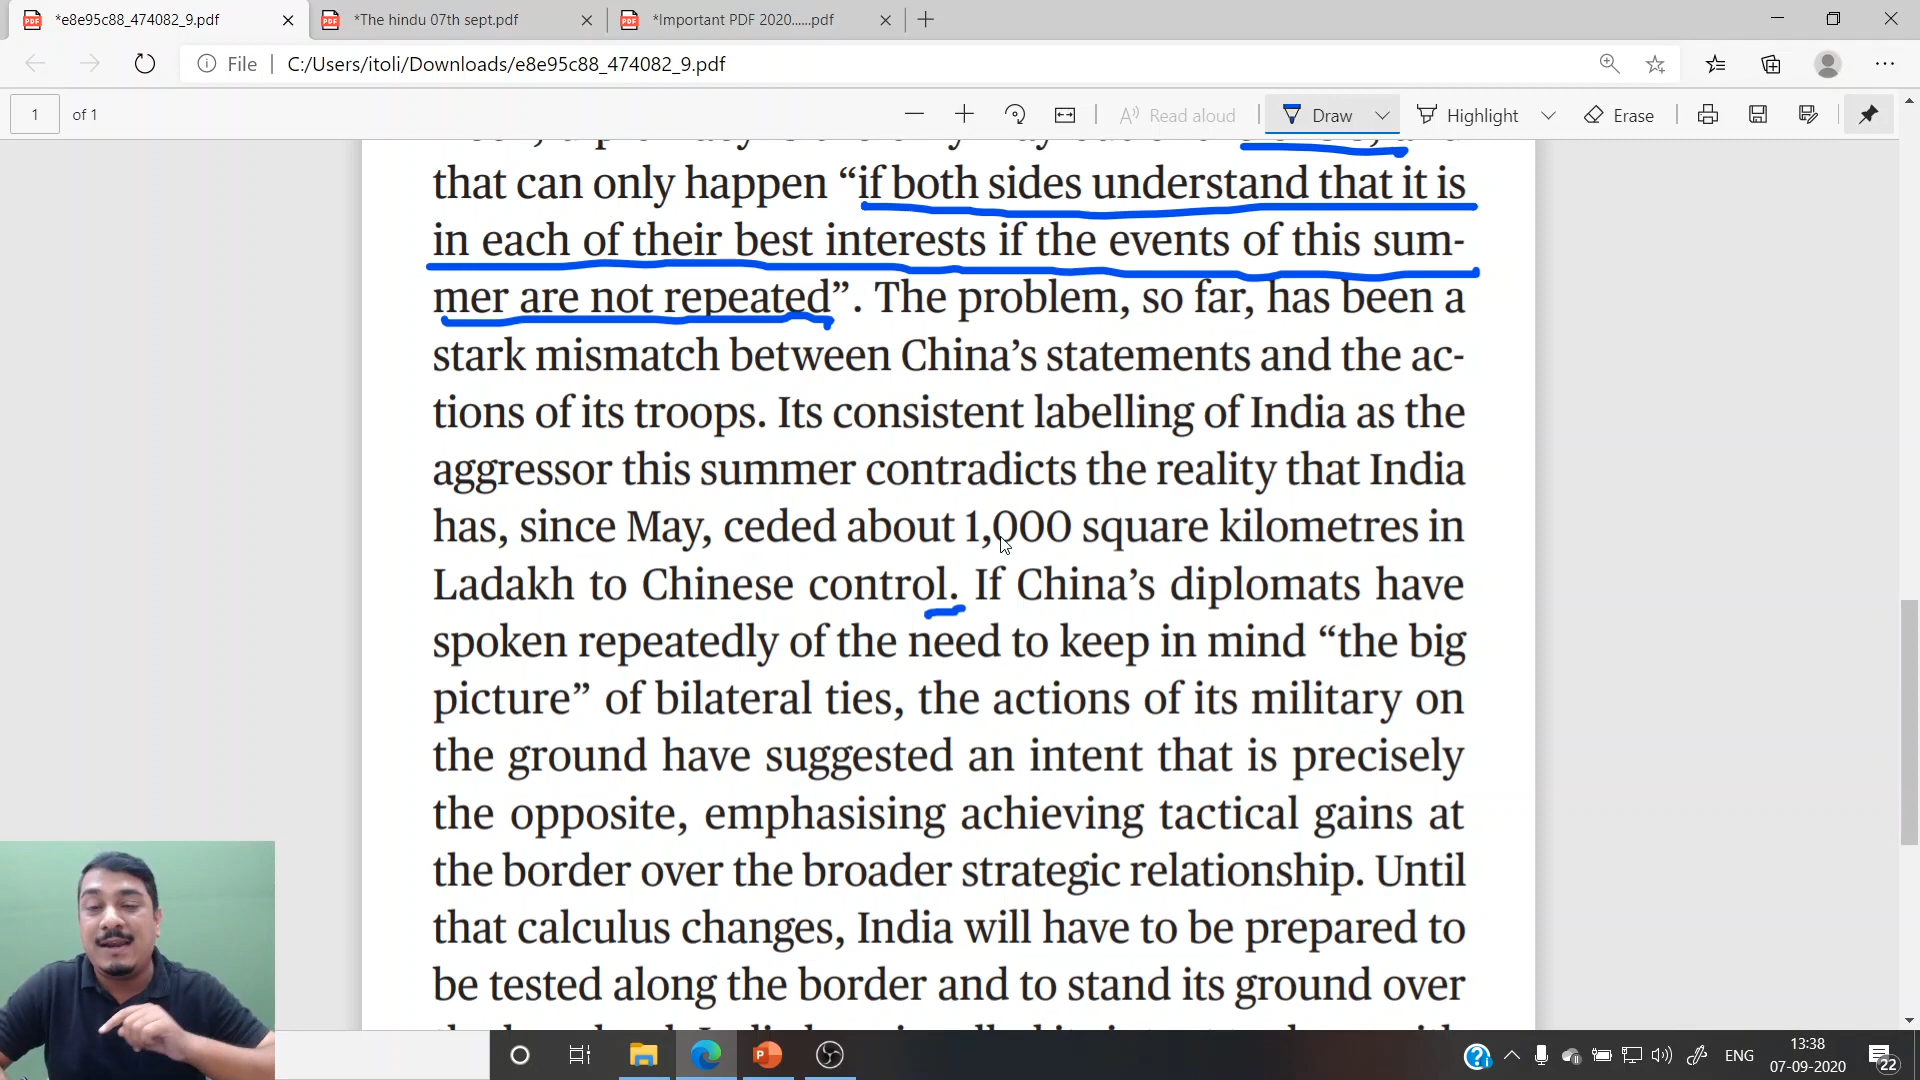 *e8e95c88_474082_9.pdf
*The hindu 07th sept.pdf
*Important PDF 2020......pdf
File
C:/Users/itoli/Downloads/e8e95c88_474082_9.pdf
1 of 1
Read aloud
Draw
Highlight
Erase
that can only happen “if both sides understand that it is
in each of their best interests if the events of this sum-
mer are not repeated”. The problem, so far, has been a
stark mismatch between China’s statements and the ac-
tions of its troops. Its consistent labelling of India as the
aggressor this summer contradicts the reality that India
has, since May, ceded about 1,000 square kilometres in
Ladakh to Chinese control. If China’s diplomats have
spoken repeatedly of the need to keep in mind “the big
picture” of bilateral ties, the actions of its military on
the ground have suggested an intent that is precisely
the opposite, emphasising achieving tactical gains at
the border over the broader strategic relationship. Until
that calculus changes, India will have to be prepared to
be tested along the border and to stand its ground over
ENG
13:38
07-09-2020
22